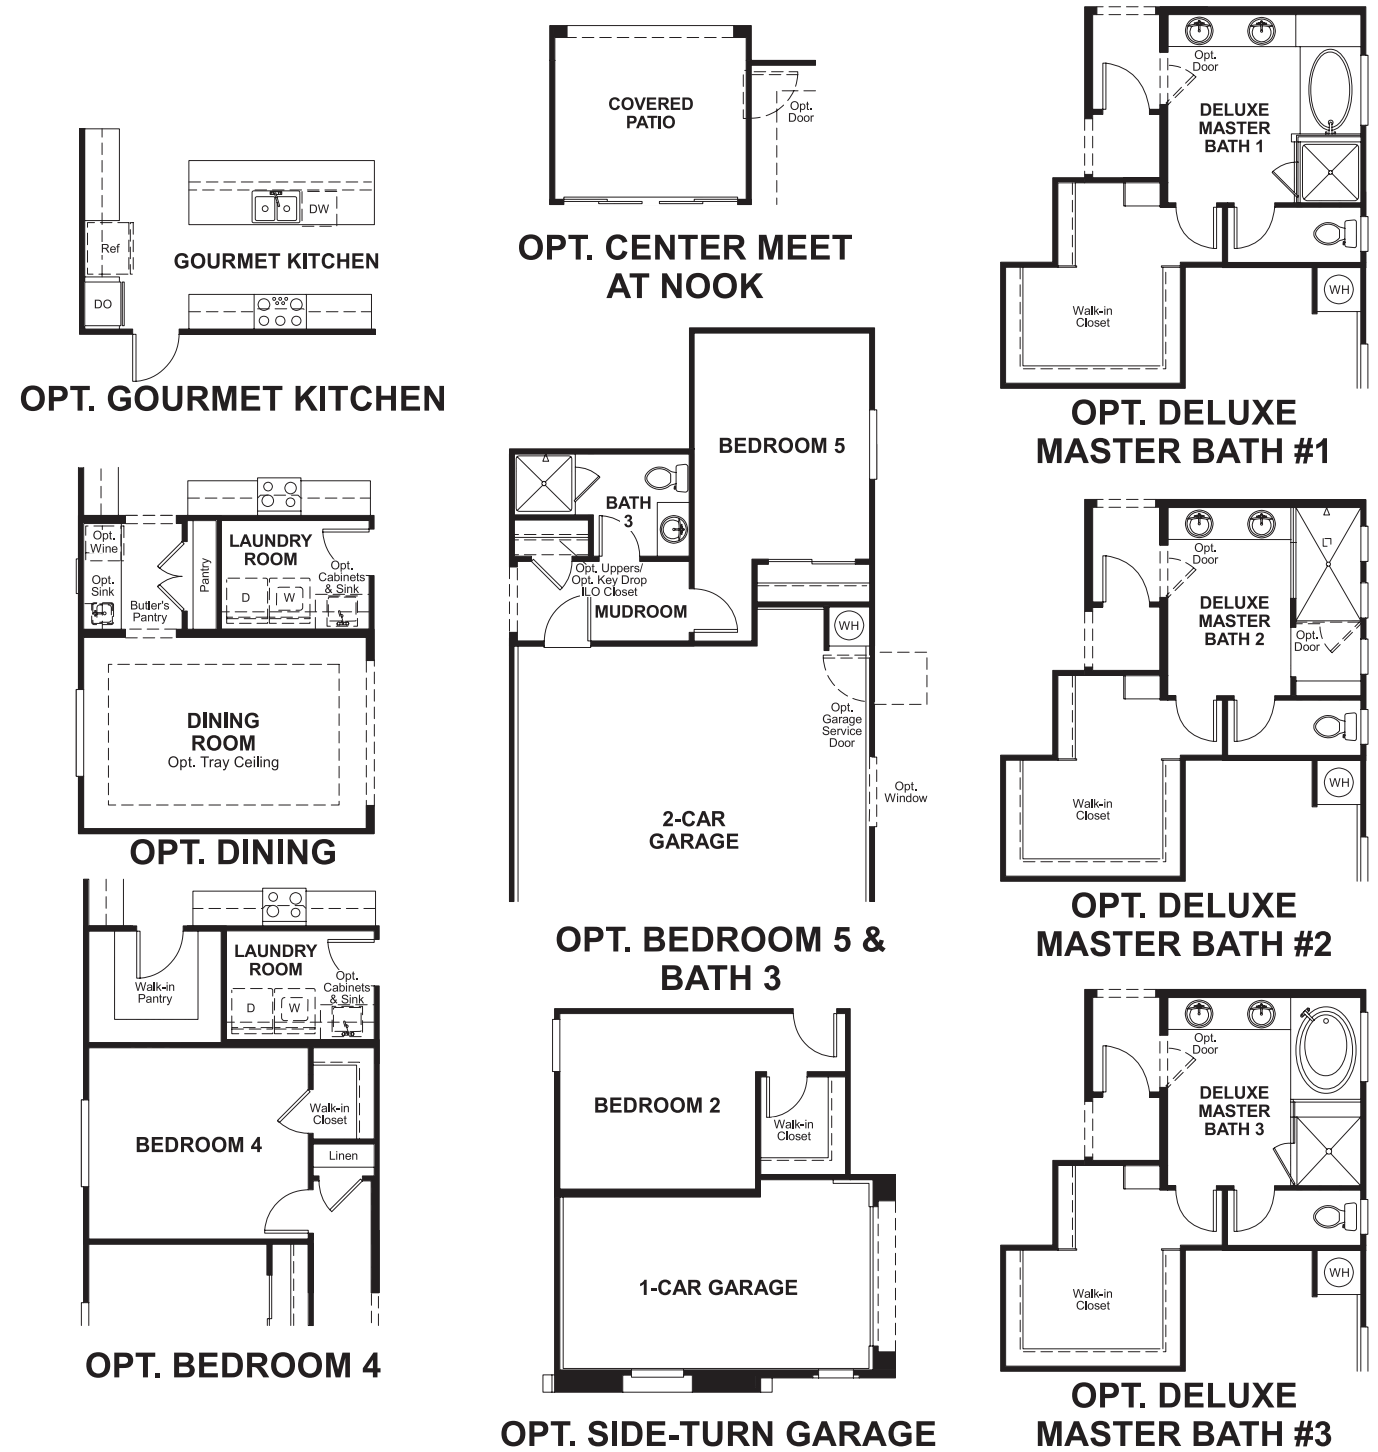 Ref
DO
DW
GOURMET KITCHEN
OPT. GOURMET KITCHEN
Opt.
Wine
Opt.
Sink
Butler's
Pantry
Pantry
LAUNDRY
ROOM
D
W
Opt.
Cabinets
& Sink
DINING
ROOM
Opt. Tray Ceiling
OPT. DINING
Walk-in
Pantry
LAUNDRY
ROOM
D
W
Opt.
Cabinets
& Sink
BEDROOM 4
Walk-in
Closet
Linen
OPT. BEDROOM 4
COVERED
PATIO
Opt.
Door
OPT. CENTER MEET
AT NOOK
BEDROOM 5
BATH
3
Opt. Uppers/
Opt. Key Drop
ILO Closet
MUDROOM
WH
Opt.
Garage
Service
Door
Opt.
Window
2-CAR
GARAGE
OPT. BEDROOM 5 &
BATH 3
BEDROOM 2
Walk-in
Closet
1-CAR GARAGE
OPT. SIDE-TURN GARAGE
Opt.
Door
DELUXE
MASTER
BATH 1
WH
Walk-in
Closet
OPT. DELUXE
MASTER BATH #1
Opt.
Door
DELUXE
MASTER
BATH 2
Opt.
Door
WH
Walk-in
Closet
OPT. DELUXE
MASTER BATH #2
Opt.
Door
DELUXE
MASTER
BATH 3
WH
Walk-in
Closet
OPT. DELUXE
MASTER BATH #3